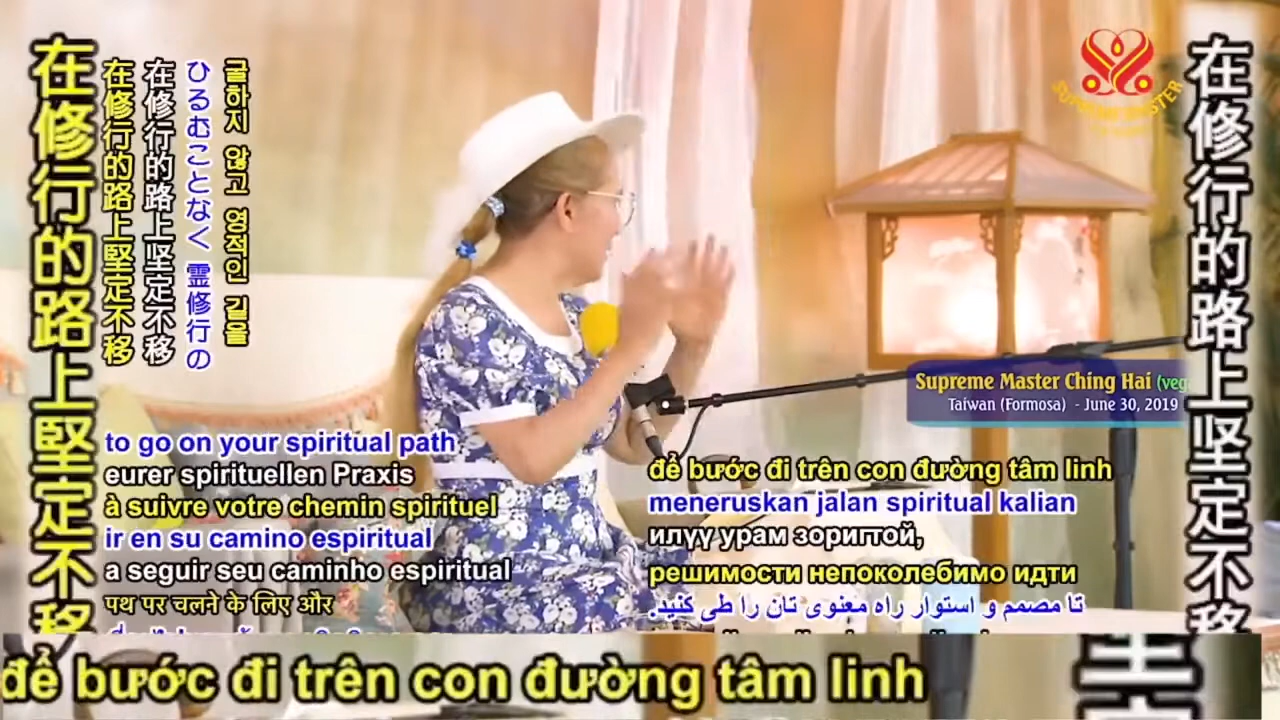 在修行的路上堅定不移
在修行的路上堅定不移
在修行的路上坚定不移
ひるむことなく 霊修行の
굴하지 않고 영적인 길을
SUPREME MASTER
在修行的路上坚定不移
Supreme Master Ching Hai (veg
Taiwan (Formosa) - June 30, 2019
to go on your spiritual path
eurer spirituellen Praxis
à suivre votre chemin spirituel
ir en su camino espiritual
a seguir seu caminho espiritual
पथ पर चलने के लिए और
để bước đi trên con đường tâm linh
meneruskan jalan spiritual kalian
илүү урам зоригтой,
решимости непоколебимо идти
تا مصمم و استوار راه معنوی تان را طی کنید.
để bước đi trên con đường tâm linh